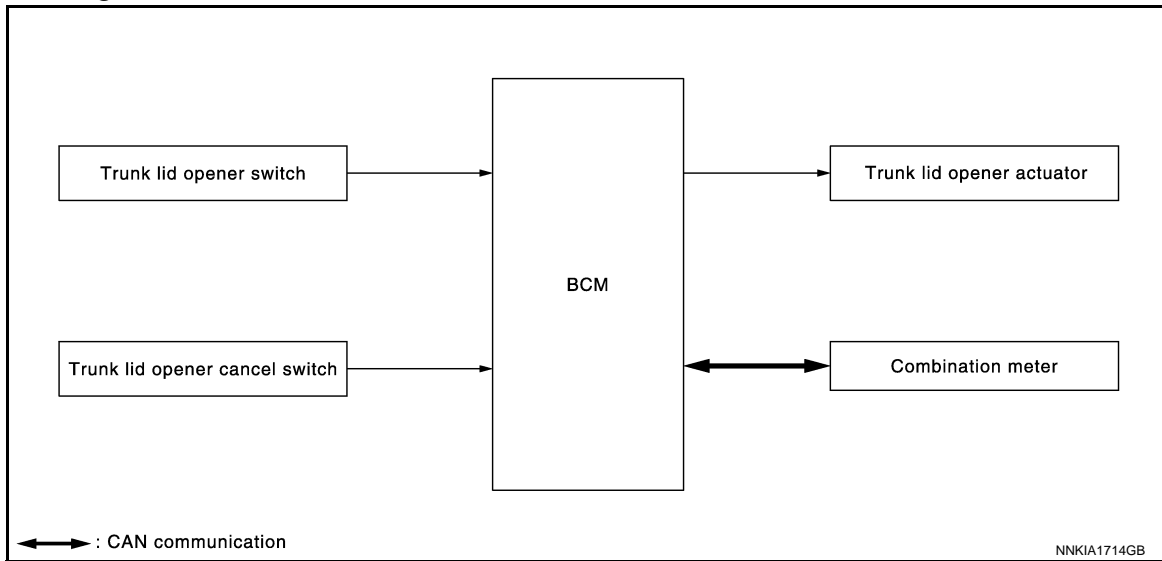 Trunk lid opener switch
Trunk lid opener actuator
BCM
Trunk lid opener cancel switch
Combination meter
: CAN communication
NNKIA1714GB